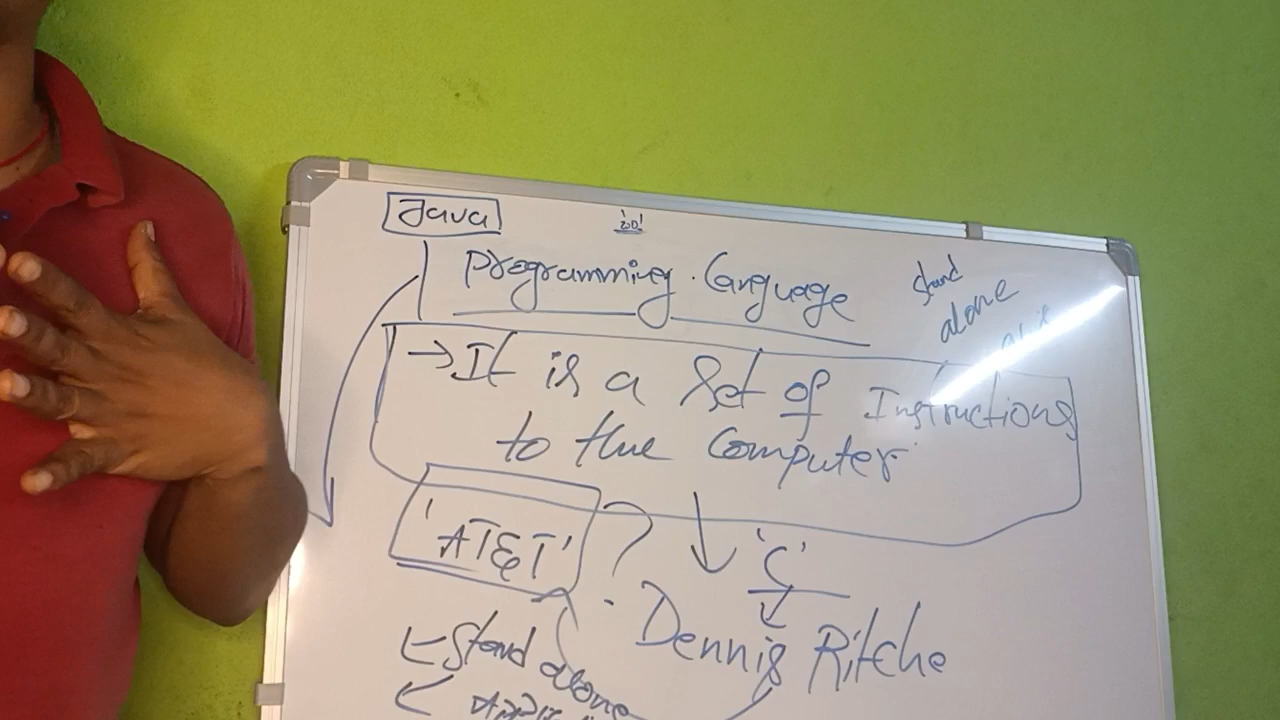 Java
Programming Language
stand
alone
→ It is a Set of Instructions
to the Computer
'AT&T' ?
'C'
Dennis Ritche
Stand alone